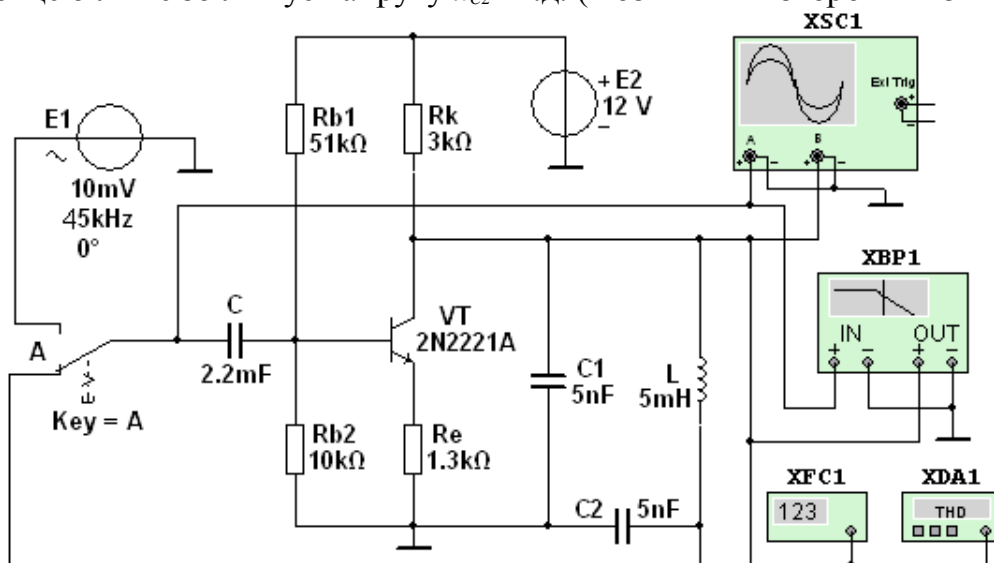 XSC1
Ext Trig
E1
10mV
45kHz
0°
Rb1
51kΩ
Rk
3kΩ
+ E2
12 V
−
A
B
XBP1
IN
OUT
C
2.2mF
VT
2N2221A
A
Key = A
C1
5nF
L
5mH
Rb2
10kΩ
Re
1.3kΩ
C2
5nF
XFC1
123
XDA1
THD